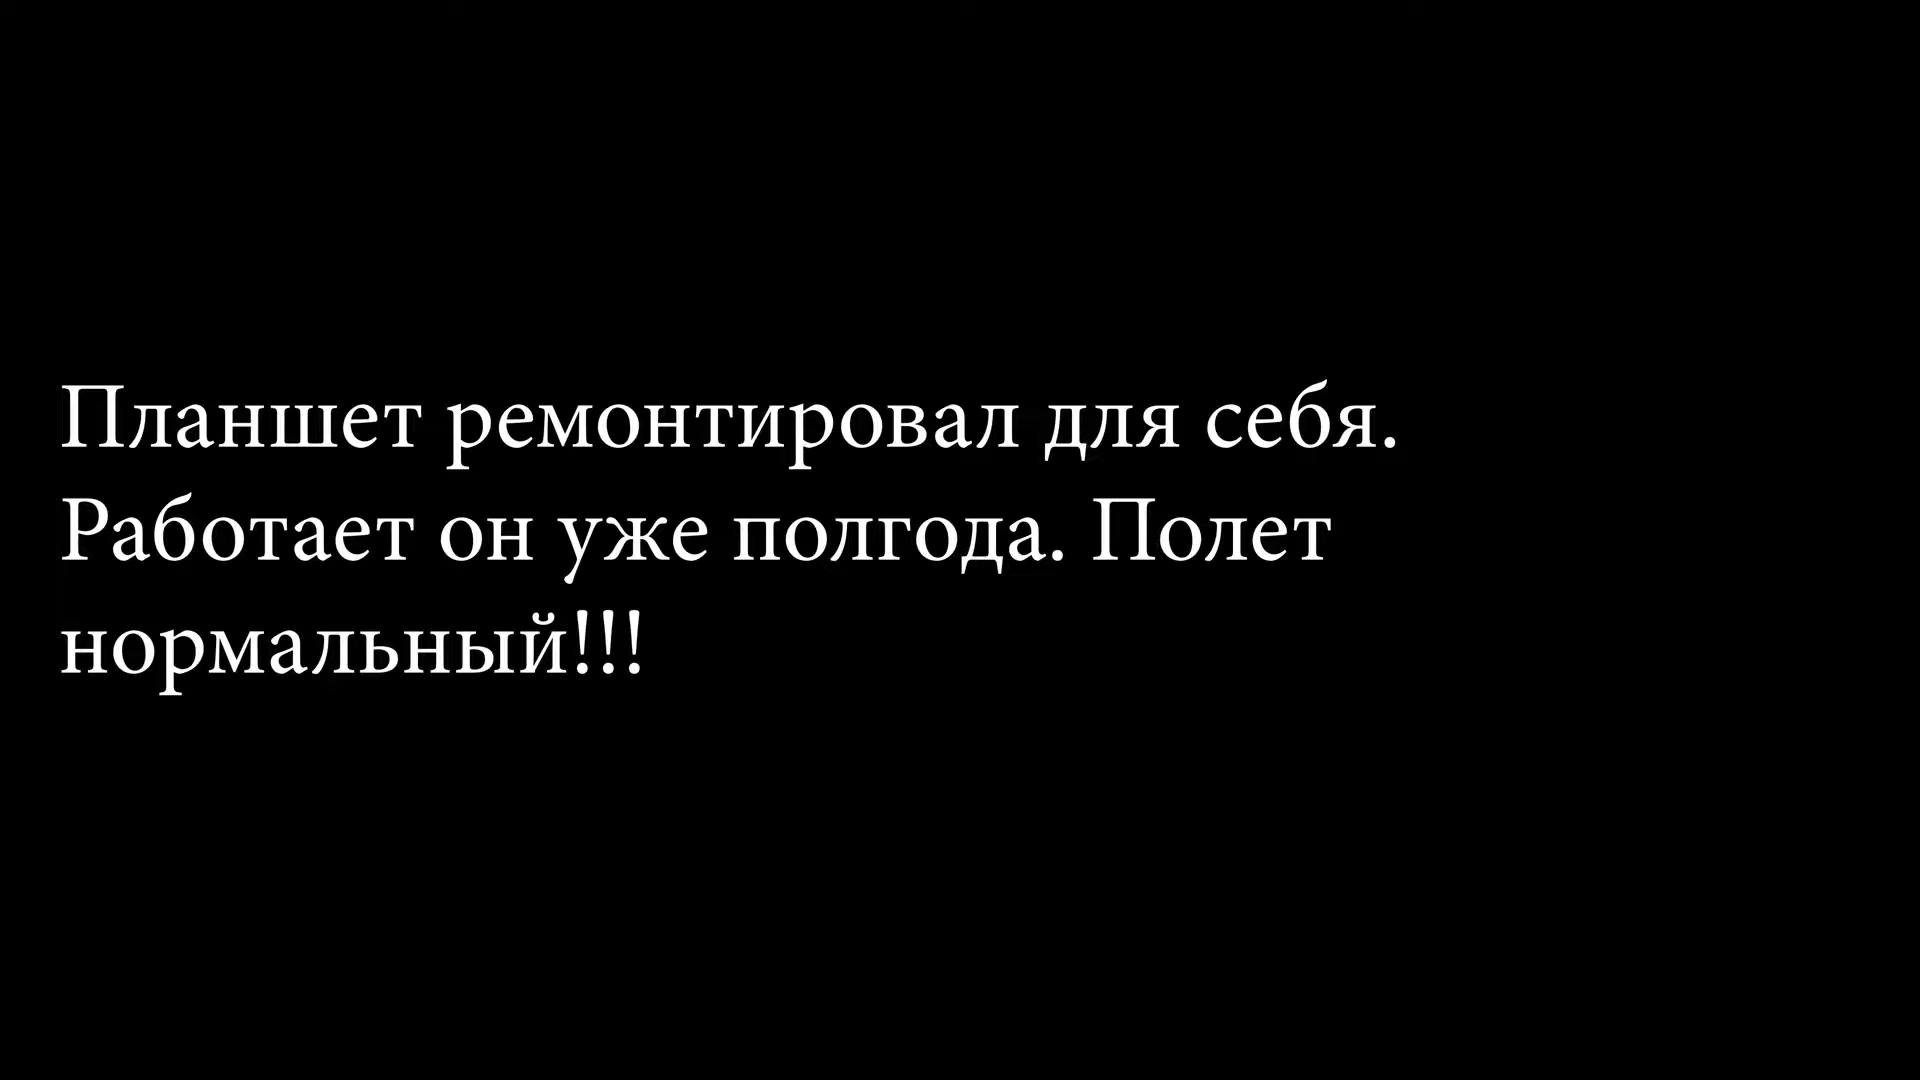 Планшет ремонтировал для себя.
Работает он уже полгода. Полет
нормальный!!!